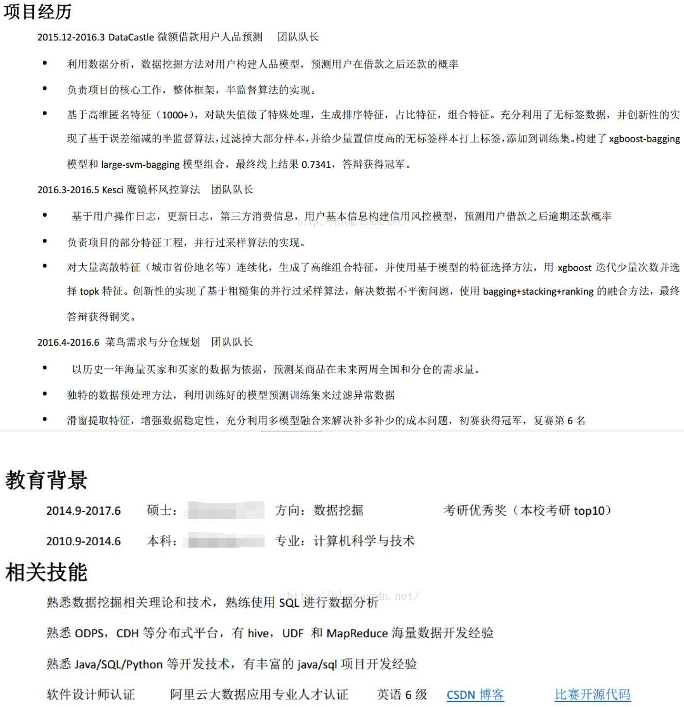 项目经历
2015.12-2016.3 DataCastle 微额借款用户人品预测 团队队长
• 利用数据分析，数据挖掘方法对用户构建人品模型，预测用户在借款之后还款的概率
• 负责项目的核心工作，整体框架，半监督算法的实现。
• 基于高维匿名特征（1000+），对缺失值做了特殊处理，生成排序特征，占比特征，组合特征。充分利用了无标签数据，并创新性的实
现了基于误差缩减的半监督算法，过滤掉大部分样本，并给少量置信度高的无标签样本打上标签，添加到训练集。构建了 xgboost-bagging
模型和 large-svm-bagging 模型组合，最终线上结果 0.7341，答辩获得冠军。
2016.3-2016.5 Kesci 魔镜杯风控算法 团队队长
• 基于用户操作日志，更新日志，第三方消费信息，用户基本信息构建信用风控模型，预测用户借款之后逾期还款概率
• 负责项目的部分特征工程，并行过采样算法的实现。
• 对大量离散特征（城市省份地名等）连续化，生成了高维组合特征，并使用基于模型的特征选择方法，用 xgboost 迭代少量次数并选
择 topk 特征。创新性的实现了基于粗糙集的并行过采样算法，解决数据不平衡问题，使用 bagging+stacking+ranking 的融合方法，最终
答辩获得铜奖。
2016.4-2016.6 菜鸟需求与分仓规划 团队队长
• 以历史一年海量买家和买家的数据为依据，预测某商品在未来两周全国和分仓的需求量。
• 独特的数据预处理方法，利用训练好的模型预测训练集来过滤异常数据
• 滑窗提取特征，增强数据稳定性，充分利用多模型融合来解决补多补少的成本问题，初赛获得冠军，复赛第 6 名
教育背景
2014.9-2017.6 硕士： 方向：数据挖掘 考研优秀奖（本校考研 top10）
2010.9-2014.6 本科： 专业：计算机科学与技术
相关技能
熟悉数据挖掘相关理论和技术，熟练使用 SQL 进行数据分析
熟悉 ODPS，CDH 等分布式平台，有 hive，UDF 和 MapReduce 海量数据开发经验
熟悉 Java/SQL/Python 等开发技术，有丰富的 java/sql 项目开发经验
软件设计师认证 阿里云大数据应用专业人才认证 英语 6 级 CSDN 博客 比赛开源代码